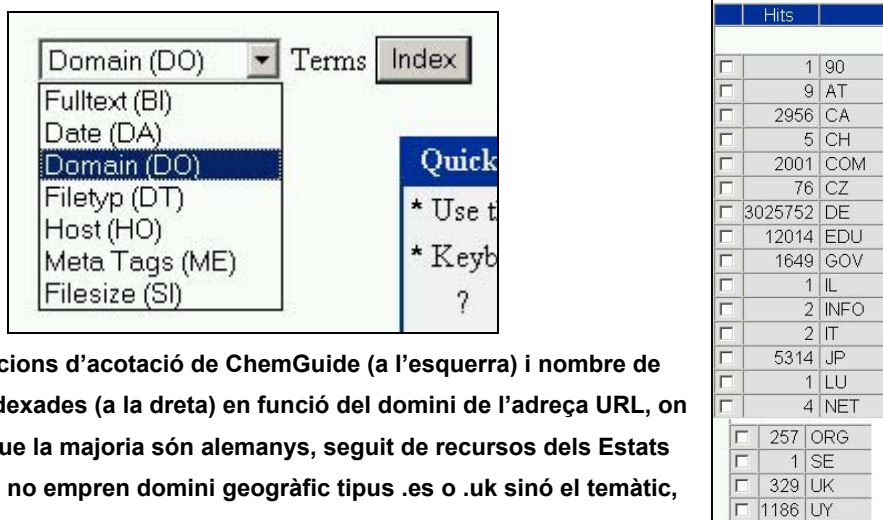 Domain (DO) Terms Index
Fulltext (BI)
Date (DA)
Domain (DO)
Filetyp (DT)
Host (HO)
Meta Tags (ME)
Filesize (SI)
Quick
* Use t
* Keyb
?
cions d’acotació de ChemGuide (a l’esquerra) i nombre de
dexades (a la dreta) en funció del domini de l’adreça URL, on
ue la majoria són alemanys, seguit de recursos dels Estats
no empren domini geogràfic tipus .es o .uk sinó el temàtic,
Hits
1 90
9 AT
2956 CA
5 CH
2001 COM
76 CZ
3025752 DE
12014 EDU
1649 GOV
1 IL
2 INFO
2 IT
5314 JP
1 LU
4 NET
257 ORG
1 SE
329 UK
1186 UY